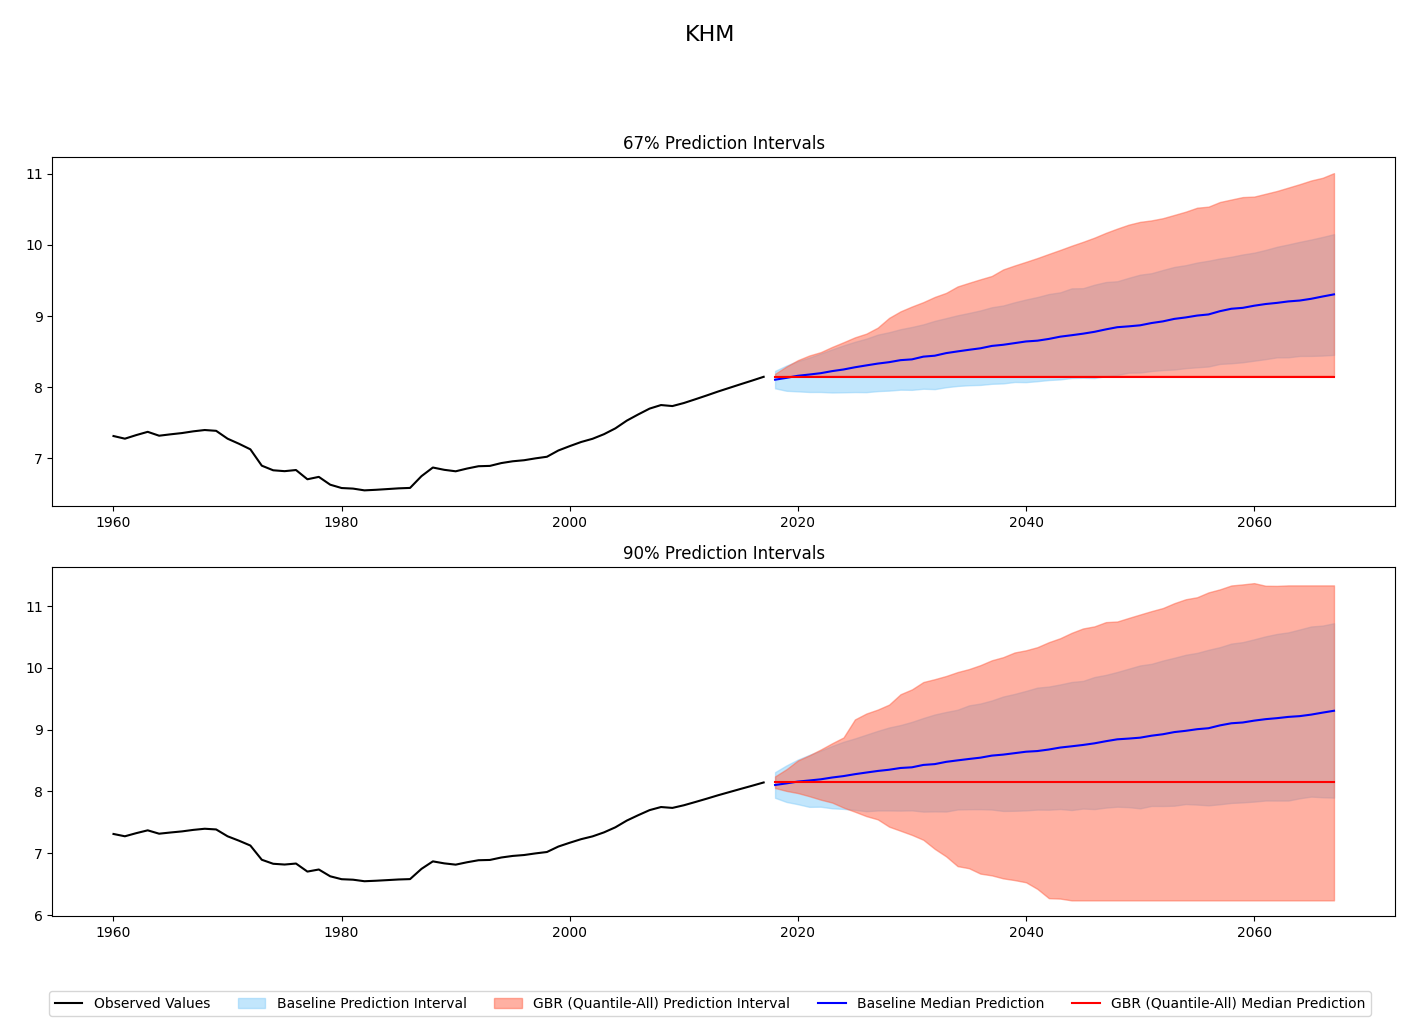 KHM
67% Prediction Intervals
11
10
9
8
7
1960 1980 2000 2020 2040 2060
90% Prediction Intervals
11
10
9
8
7
6
1960 1980 2000 2020 2040 2060
Observed Values Baseline Prediction Interval GBR (Quantile-All) Prediction Interval Baseline Median Prediction GBR (Quantile-All) Median Prediction